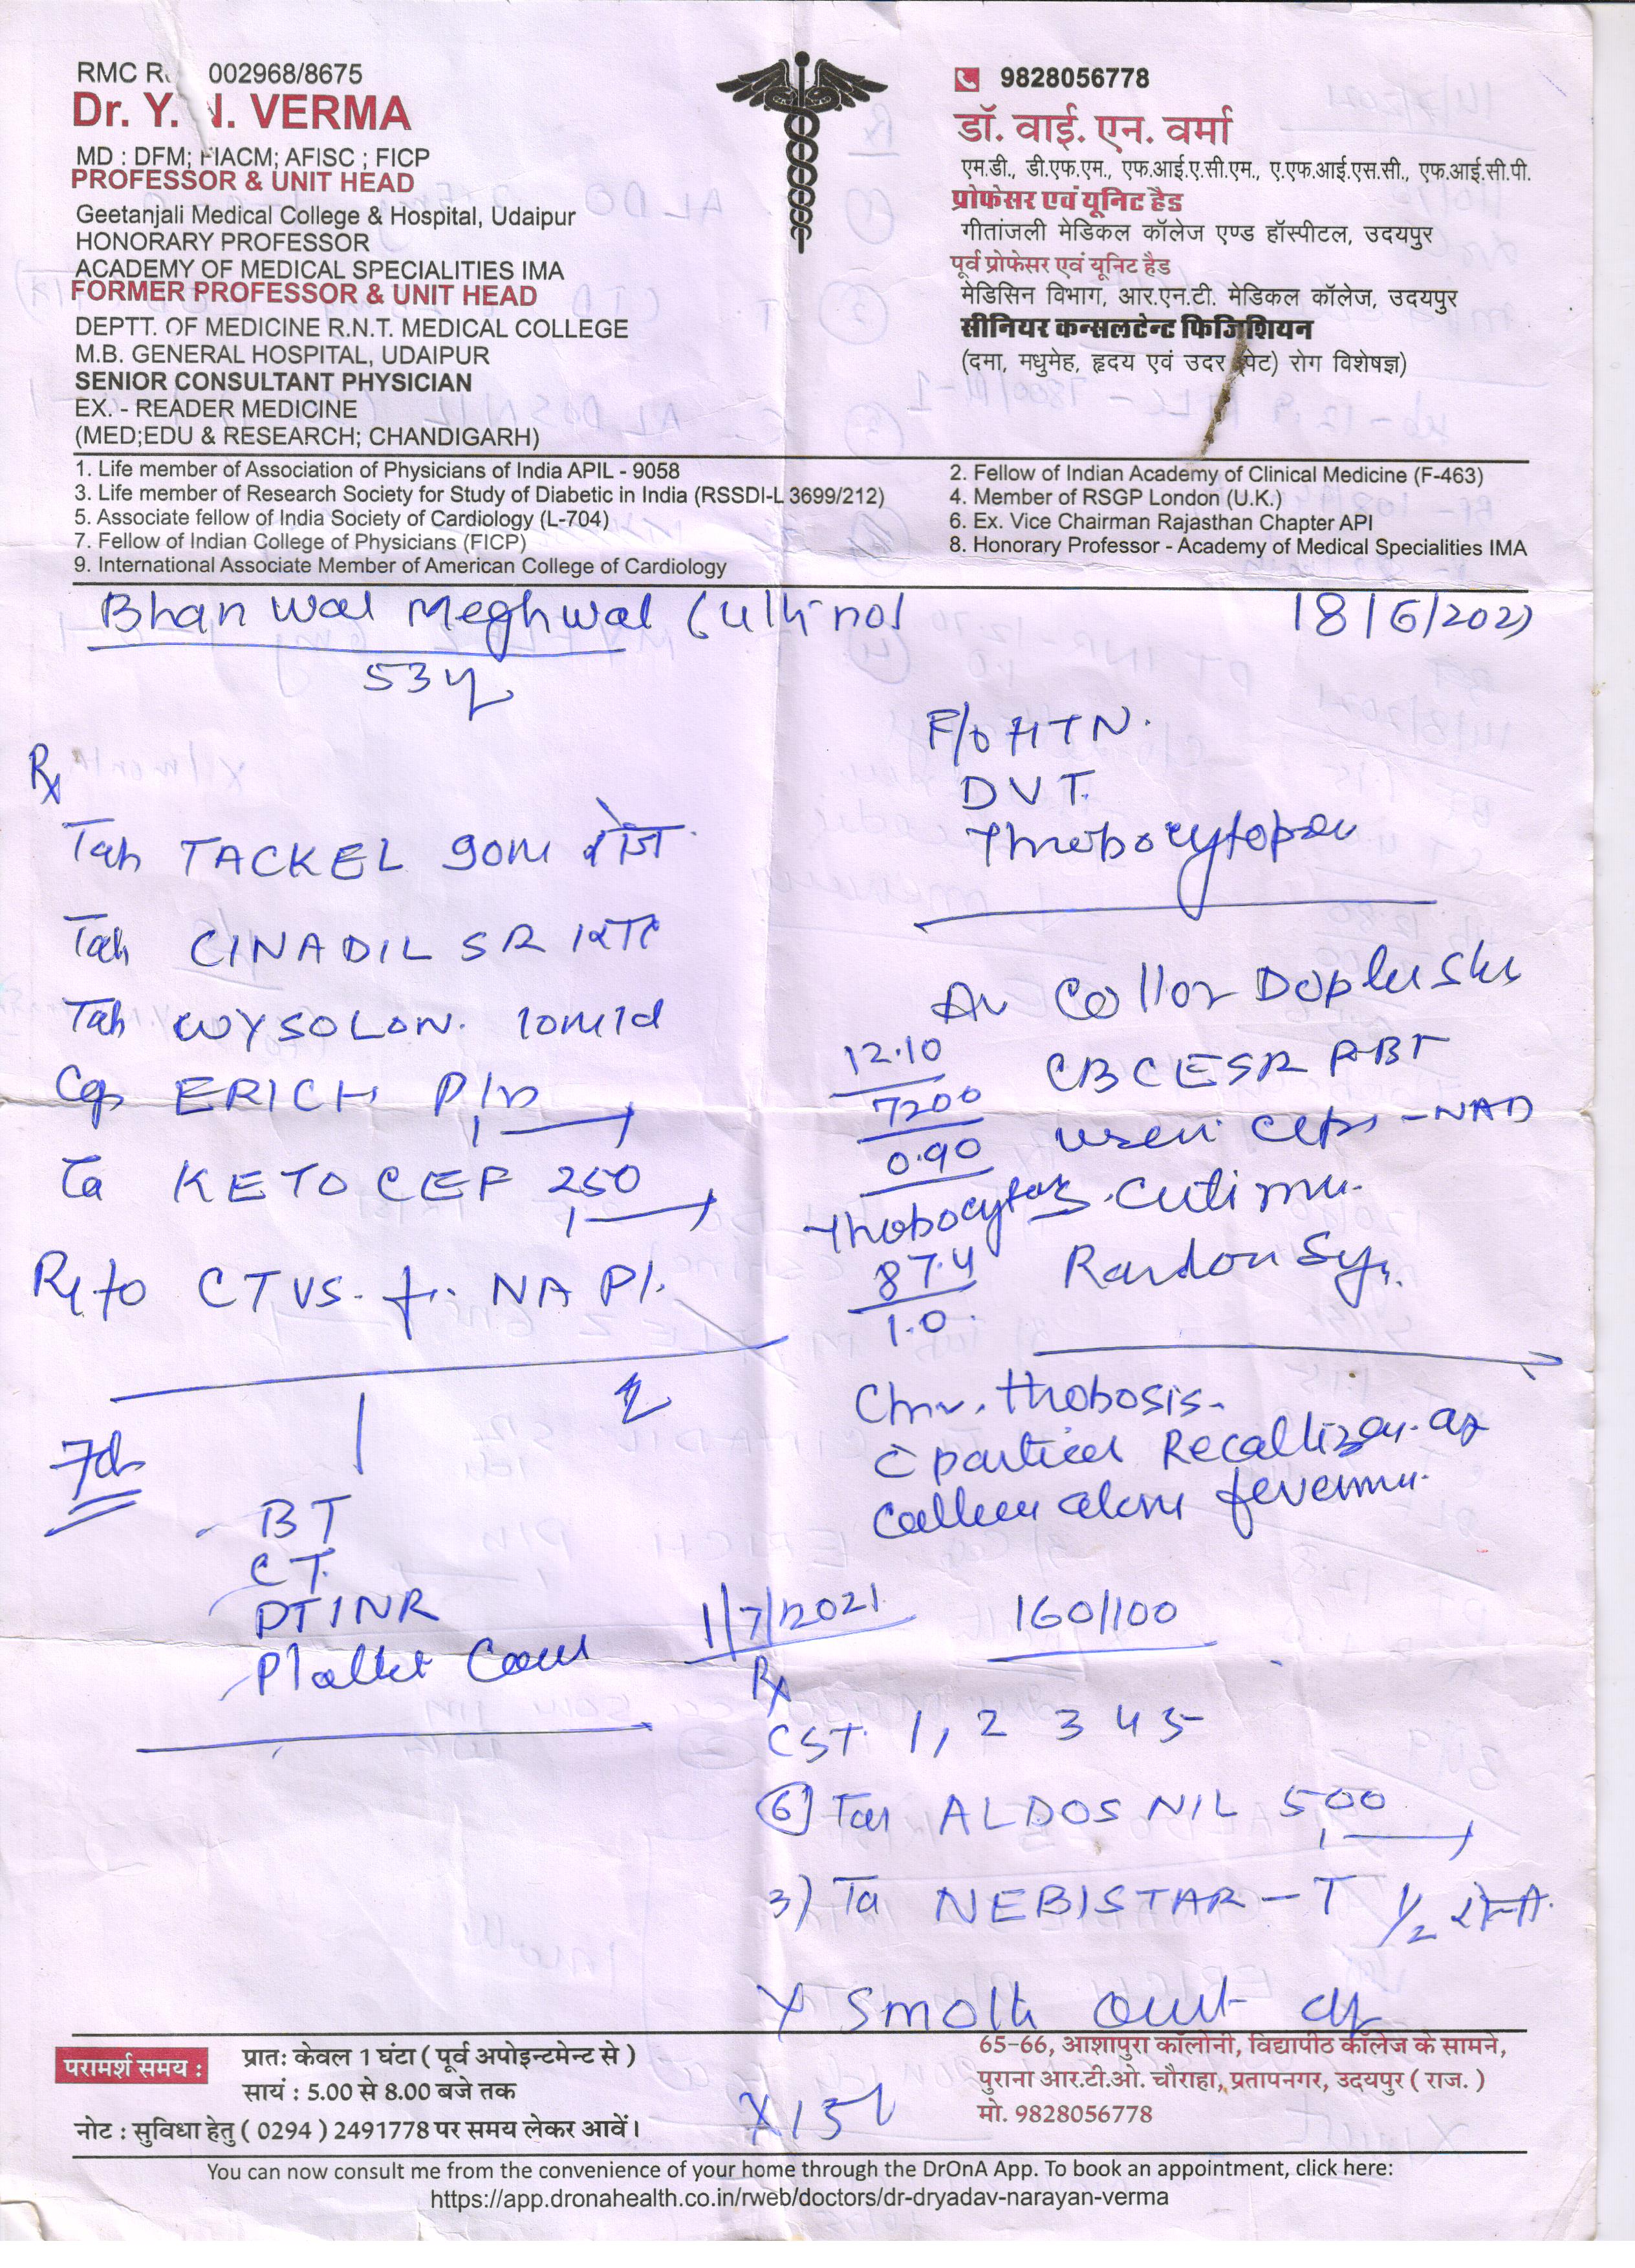 RMC R. 002968/8675
Dr. Y. N. VERMA
MD : DFM; FIACM; AFISC ; FICP
PROFESSOR & UNIT HEAD
Geetanjali Medical College & Hospital, Udaipur
HONORARY PROFESSOR
ACADEMY OF MEDICAL SPECIALITIES IMA
FORMER PROFESSOR & UNIT HEAD
DEPTT. OF MEDICINE R.N.T. MEDICAL COLLEGE
M.B. GENERAL HOSPITAL, UDAIPUR
SENIOR CONSULTANT PHYSICIAN
EX. - READER MEDICINE
(MED;EDU & RESEARCH; CHANDIGARH)
9828056778
डॉ. वाई. एन. वर्मा
एम.डी., डी.एफ.एम., एफ.आई.ए.सी.एम., ए.एफ.आई.एस.सी., एफ.आई.सी.पी.
प्रोफेसर एवं यूनिट हैड
गीतांजली मेडिकल कॉलेज एण्ड हॉस्पीटल, उदयपुर
पूर्व प्रोफेसर एवं यूनिट हैड
मेडिसिन विभाग, आर.एन.टी. मेडिकल कॉलेज, उदयपुर
सीनियर कन्सलटेन्ट फिजिशियन
(दमा, मधुमेह, हृदय एवं उदर (पेट) रोग विशेषज्ञ)
1. Life member of Association of Physicians of India APIL - 9058
2. Fellow of Indian Academy of Clinical Medicine (F-463)
3. Life member of Research Society for Study of Diabetic in India (RSSDI-L 3699/212)
4. Member of RSGP London (U.K.)
5. Associate fellow of India Society of Cardiology (L-704)
6. Ex. Vice Chairman Rajasthan Chapter API
7. Fellow of Indian College of Physicians (FICP)
8. Honorary Professor - Academy of Medical Specialities IMA
9. International Associate Member of American College of Cardiology
Bhanwal Meghwal
18/6/2021
53y
Rx
Tab TACKEL 90m रोज
Tab CINADIL SR
Tab WYSOLON. 10m 1d
Cap ERICH P/b
Ta KETOCEF 250
Rf to CTVS. f. NA Pl.
7d
BT
CT.
PTINR
F/o HTN.
DVT.
Av Collor Doplu
12.10
CBC ESR RBT
7200
NAD
0.90
87.4
1.0
Chr. thobosis.
c̄ partial
1/7/2021
160/100
Rx
CST. 1, 2 3 4 5
6) Tab ALDOSNIL 500
3) Ta NEBISTAR-T 1/2
X 15d
परामर्श समय :
प्रातः केवल 1 घंटा ( पूर्व अपोइन्टमेन्ट से )
सायं : 5.00 से 8.00 बजे तक
नोट : सुविधा हेतु ( 0294 ) 2491778 पर समय लेकर आवें।
65-66, आशापुरा कॉलोनी, विद्यापीठ कॉलेज के सामने,
पुराना आर.टी.ओ. चौराहा, प्रतापनगर, उदयपुर ( राज. )
मो. 9828056778
You can now consult me from the convenience of your home through the DrOnA App. To book an appointment, click here:
https://app.dronahealth.co.in/rweb/doctors/dr-dryadav-narayan-verma